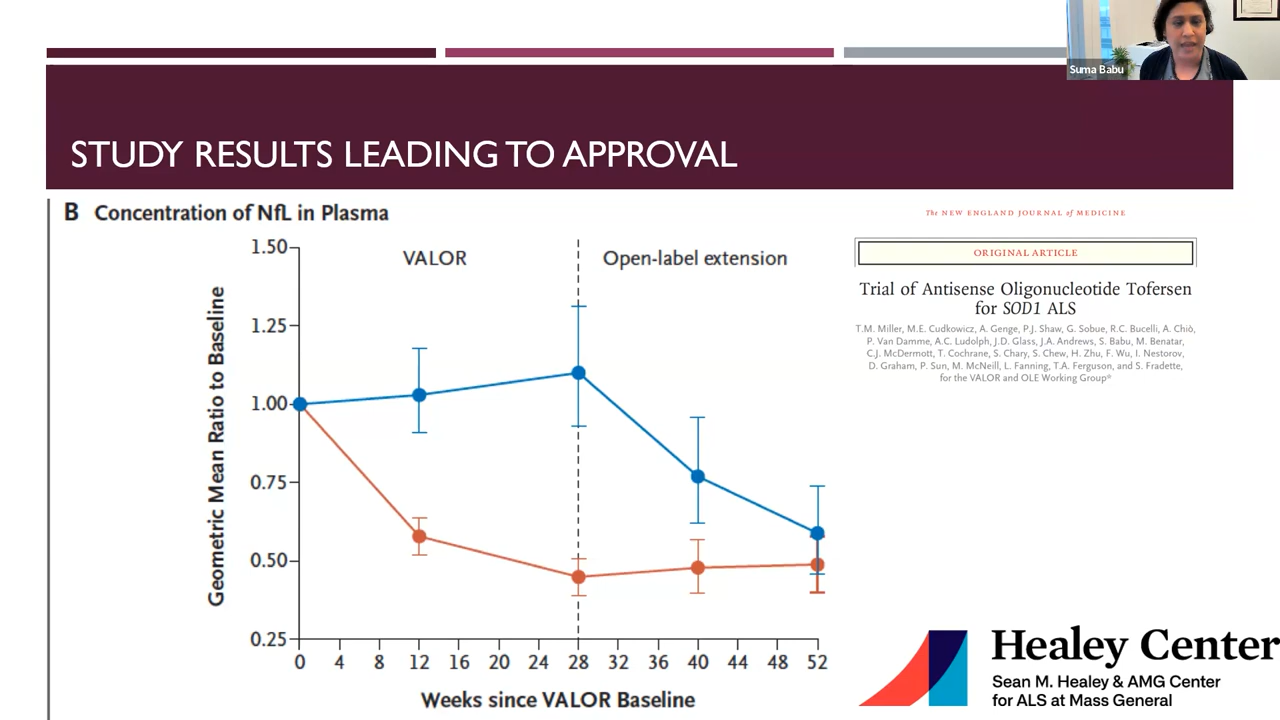 Suma Babu
STUDY RESULTS LEADING TO APPROVAL
B Concentration of NfL in Plasma
VALOR
Open-label extension
Geometric Mean Ratio to Baseline
1.50
1.25
1.00
0.75
0.50
0.25
0 4 8 12 16 20 24 28 32 36 40 44 48 52
Weeks since VALOR Baseline
The NEW ENGLAND JOURNAL of MEDICINE
ORIGINAL ARTICLE
Trial of Antisense Oligonucleotide Tofersen
for SOD1 ALS
T.M. Miller, M.E. Cudkowicz, A. Genge, P.J. Shaw, G. Sobue, R.C. Bucelli, A. Chiò,
P. Van Damme, A.C. Ludolph, J.D. Glass, J.A. Andrews, S. Babu, M. Benatar,
C.J. McDermott, T. Cochrane, S. Chary, S. Chew, H. Zhu, F. Wu, I. Nestorov,
D. Graham, P. Sun, M. McNeill, L. Fanning, T.A. Ferguson, and S. Fradette,
for the VALOR and OLE Working Group*
Healey Center
Sean M. Healey & AMG Center
for ALS at Mass General